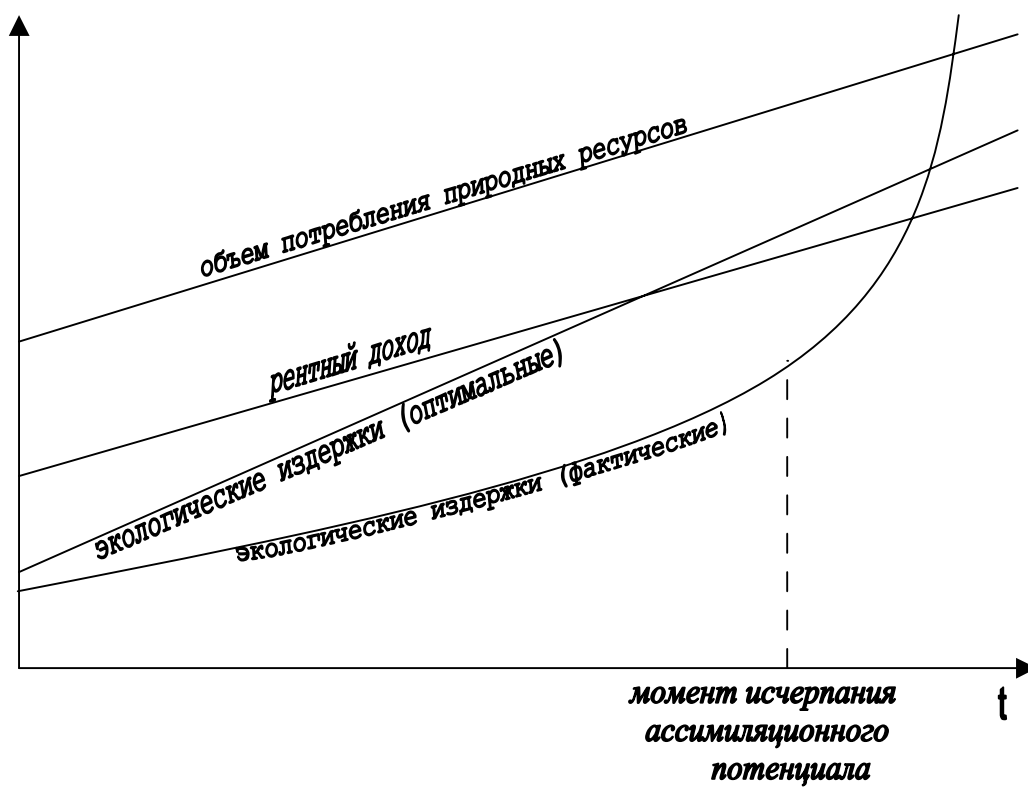 объем потребления природных ресурсов
рентный доход
экологические издержки (оптимальные)
экологические издержки (фактические)
момент исчерпания
ассимиляционного
потенциала
t